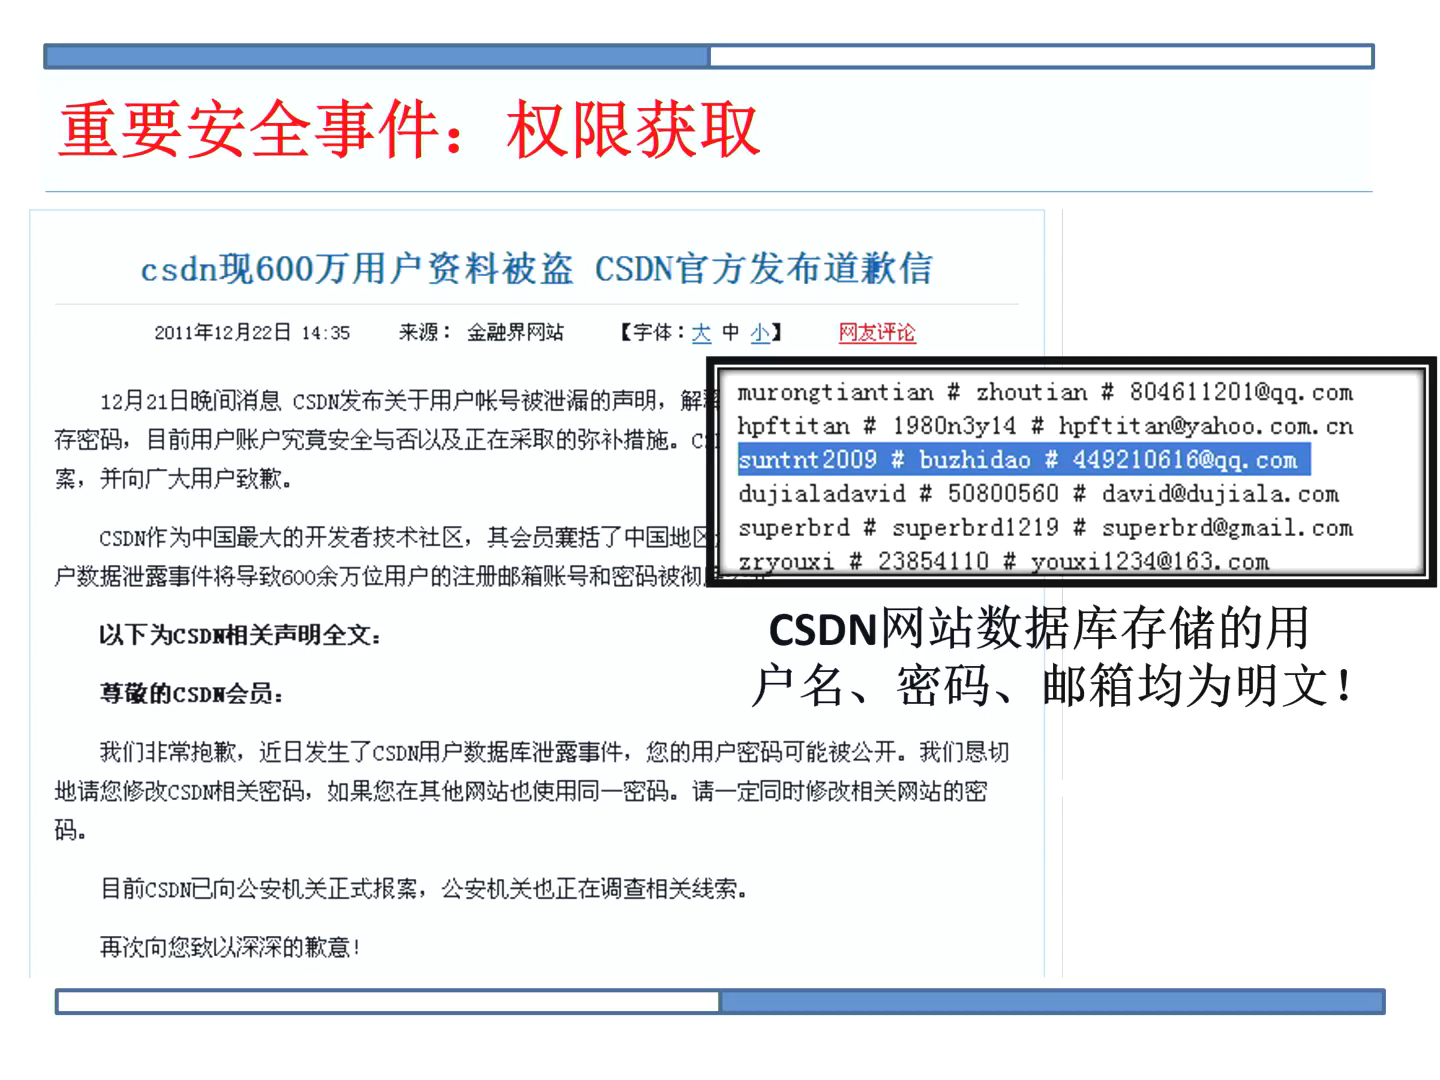 重要安全事件：权限获取
csdn现600万用户资料被盗 CSDN官方发布道歉信
2011年12月22日 14:35 来源： 金融界网站 【字体：大 中 小】 网友评论
12月21日晚间消息 CSDN发布关于用户帐号被泄漏的声明，解释
存密码，目前用户账户究竟安全与否以及正在采取的弥补措施。CS
案，并向广大用户致歉。
CSDN作为中国最大的开发者技术社区，其会员囊括了中国地区
户数据泄露事件将导致600余万位用户的注册邮箱账号和密码被彻底
murongtiantian # zhoutian # 804611201@qq.com
hpftitan # 1980n3y14 # hpftitan@yahoo.com.cn
suntnt2009 # buzhidao # 449210616@qq.com
dujialadavid # 50800560 # david@dujiala.com
superbrd # superbrd1219 # superbrd@gmail.com
zryouxi # 23854110 # youxi1234@163.com
CSDN网站数据库存储的用
户名、密码、邮箱均为明文！
以下为CSDN相关声明全文：
尊敬的CSDN会员：
我们非常抱歉，近日发生了CSDN用户数据库泄露事件，您的用户密码可能被公开。我们恳切
地请您修改CSDN相关密码，如果您在其他网站也使用同一密码。请一定同时修改相关网站的密
码。
目前CSDN已向公安机关正式报案，公安机关也正在调查相关线索。
再次向您致以深深的歉意！